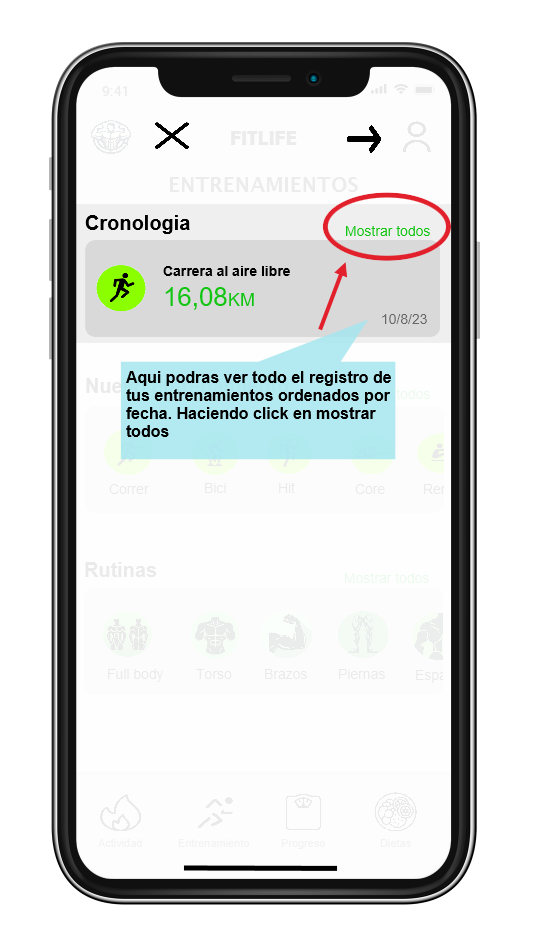 9:41
FITLIFE
ENTRENAMIENTOS
Cronologia
Mostrar todos
Carrera al aire libre
16,08KM
10/8/23
Aqui podras ver todo el registro de
tus entrenamientos ordenados por
fecha. Haciendo click en mostrar
todos
Nue
todos
Correr
Bici
Hit
Core
Rem
Rutinas
Mostrar todos
Full body
Torso
Brazos
Piernas
Espa
Actividad
Entrenamiento
Progreso
Dietas